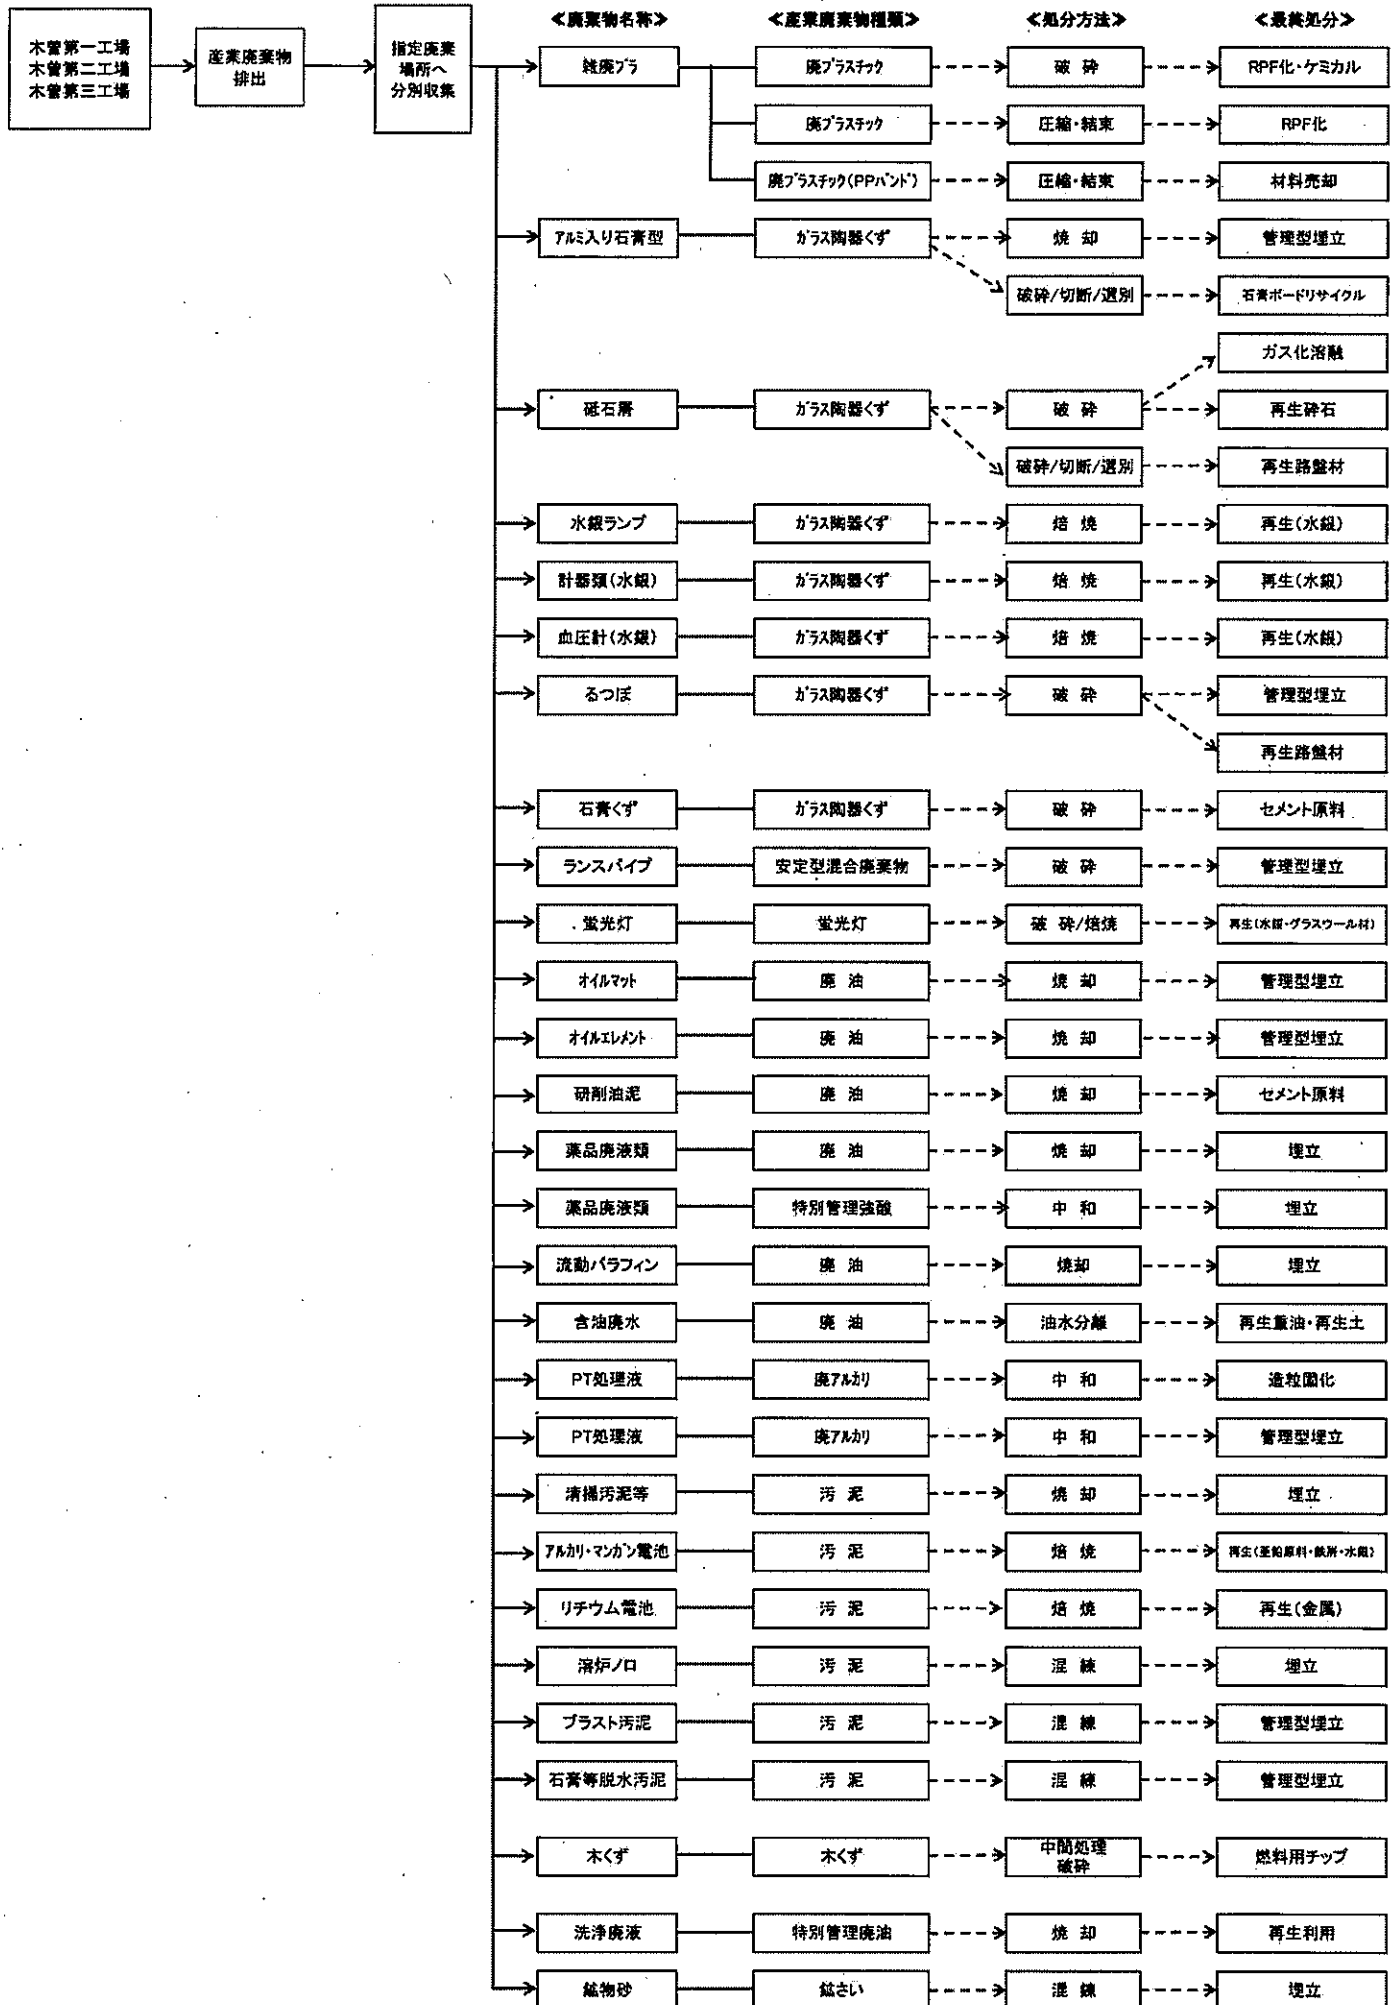 ≪廃棄物名称≫ ≪産業廃棄物種類≫ ≪処分方法≫ ≪最終処分≫
木曽第一工場
木曽第二工場
木曽第三工場
産業廃棄物
排出
指定廃棄
場所へ
分別収集
雑廃プラ 廃プラスチック 破 砕 RPF化・ケミカル
廃プラスチック 圧縮・結束 RPF化
廃プラスチック(PPバンド) 圧縮・結束 材料売却
アルミ入り石膏型 ガラス陶器くず 焼 却 管理型埋立
破砕/切断/選別 石膏ボードリサイクル
ガス化溶融
砥石屑 ガラス陶器くず 破 砕 再生砕石
破砕/切断/選別 再生路盤材
水銀ランプ ガラス陶器くず 焙 焼 再生(水銀)
計器類(水銀) ガラス陶器くず 焙 焼 再生(水銀)
血圧計(水銀) ガラス陶器くず 焙 焼 再生(水銀)
るつぼ ガラス陶器くず 破 砕 管理型埋立
再生路盤材
石膏くず ガラス陶器くず 破 砕 セメント原料
ランスパイプ 安定型混合廃棄物 破 砕 管理型埋立
蛍光灯 蛍光灯 破 砕/焙焼 再生(水銀・グラスウール材)
オイルマット 廃 油 焼 却 管理型埋立
オイルエレメント 廃 油 焼 却 管理型埋立
研削油泥 廃 油 焼 却 セメント原料
薬品廃液類 廃 油 焼 却 埋立
薬品廃液類 特別管理強酸 中 和 埋立
流動パラフィン 廃 油 焼却 埋立
含油廃水 廃 油 油水分離 再生重油・再生土
PT処理液 廃アルカリ 中 和 造粒固化
PT処理液 廃アルカリ 中 和 管理型埋立
清掃汚泥等 汚 泥 焼 却 埋立
アルカリ・マンガン電池 汚 泥 焙 焼 再生(亜鉛原料・鉄屑・水銀)
リチウム電池 汚 泥 焙 焼 再生(金属)
溶炉ノロ 汚 泥 混 練 埋立
ブラスト汚泥 汚 泥 混 練 管理型埋立
石膏等脱水汚泥 汚 泥 混 練 管理型埋立
木くず 木くず 中間処理 燃料用チップ
破砕
洗浄廃液 特別管理廃油 焼 却 再生利用
鉱物砂 鉱さい 混 練 埋立